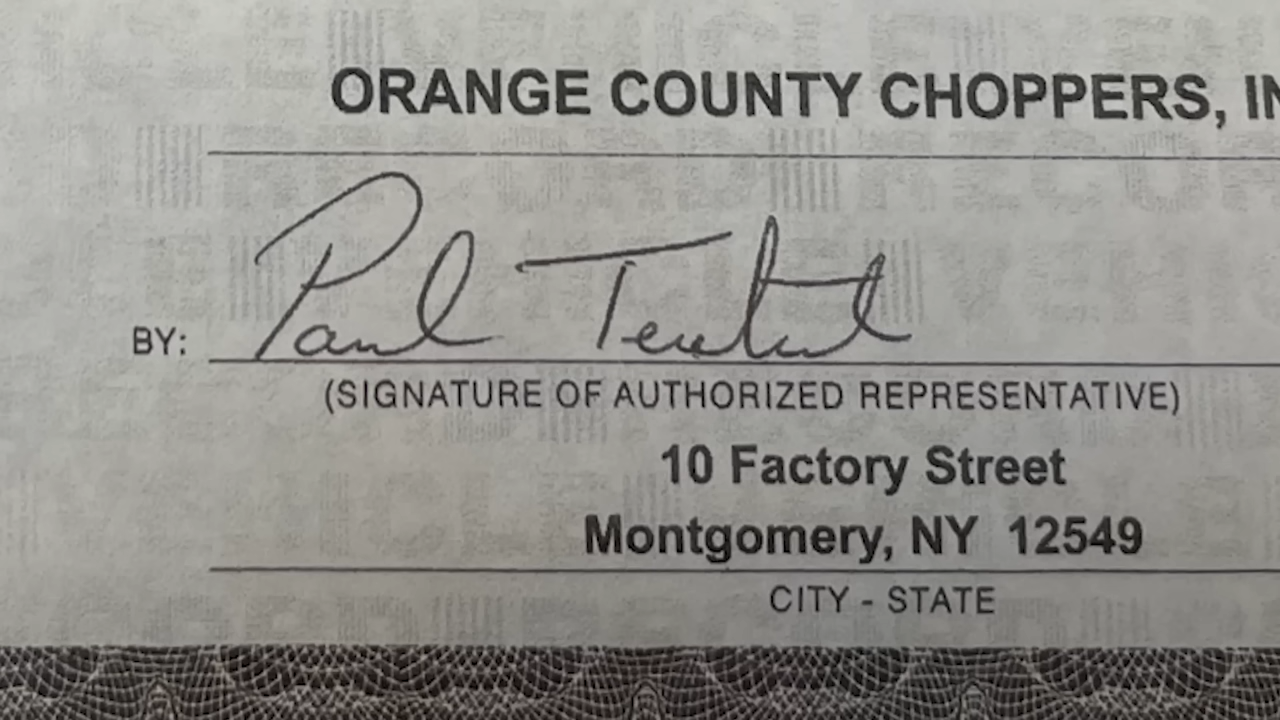 ORANGE COUNTY CHOPPERS, IN
BY: Paul Teutul
(SIGNATURE OF AUTHORIZED REPRESENTATIVE)
10 Factory Street
Montgomery, NY 12549
CITY - STATE